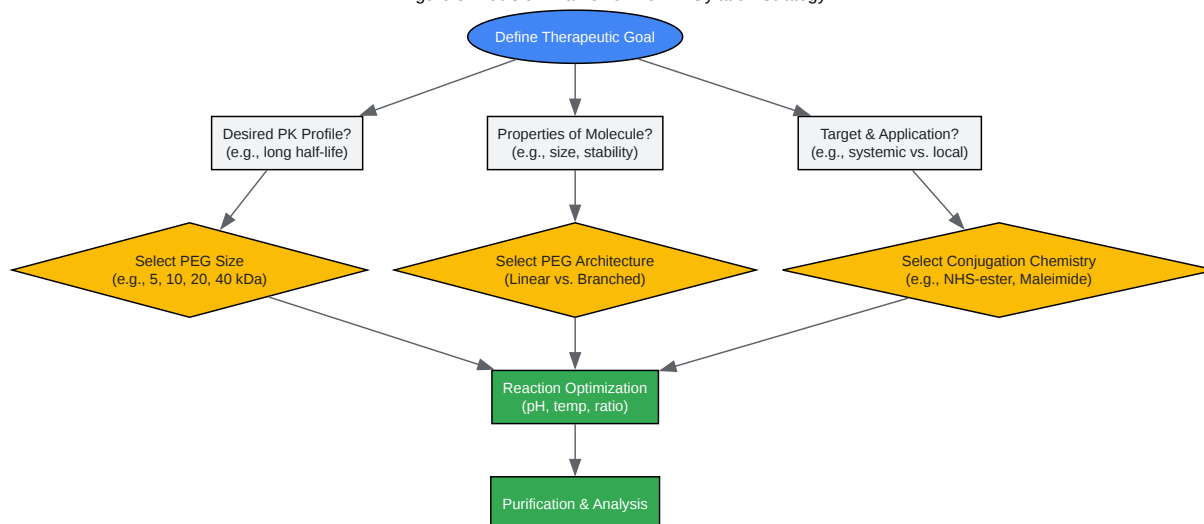 Define Therapeutic Goal
Desired PK Profile?
(e.g., long half-life)
Properties of Molecule?
(e.g., size, stability)
Target & Application?
(e.g., systemic vs. local)
Select PEG Size
(e.g., 5, 10, 20, 40 kDa)
Select PEG Architecture
(Linear vs. Branched)
Select Conjugation Chemistry
(e.g., NHS-ester, Maleimide)
Reaction Optimization
(pH, temp, ratio)
Purification & Analysis